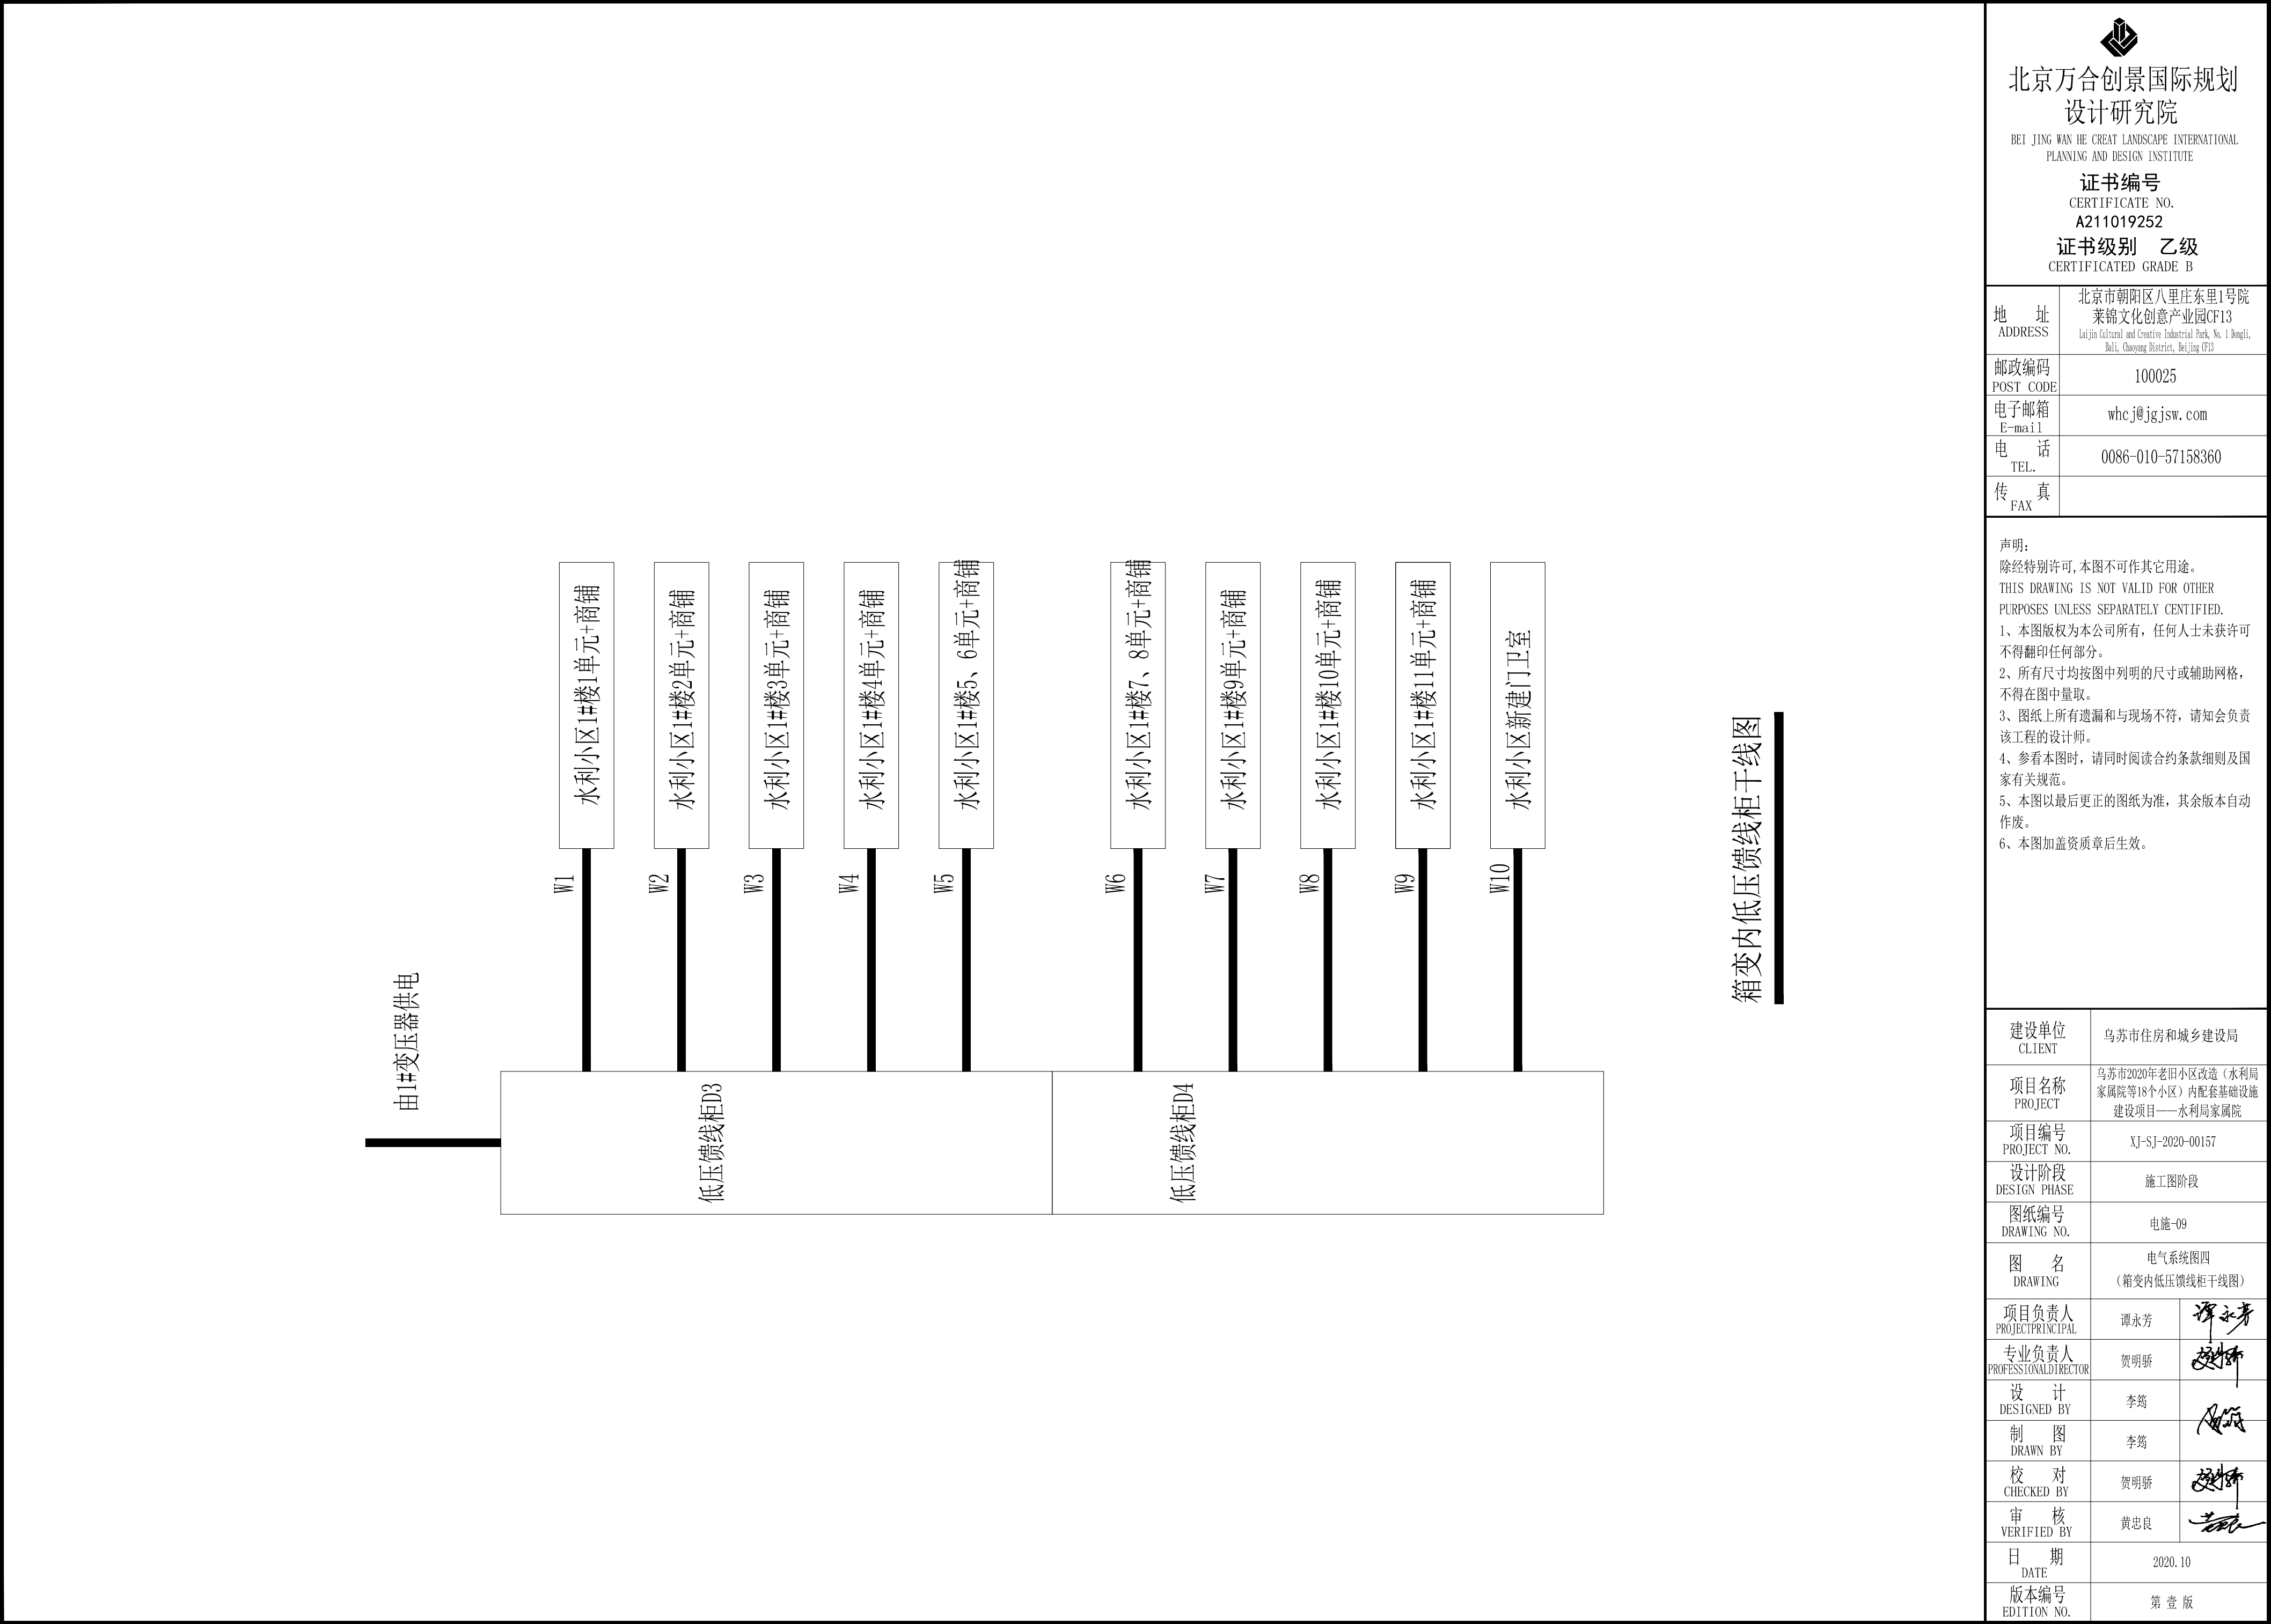 水利小区1#楼1单元+商铺
水利小区1#楼2单元+商铺
水利小区1#楼3单元+商铺
水利小区1#楼4单元+商铺
水利小区1#楼5、6单元+商铺
水利小区1#楼7、8单元+商铺
水利小区1#楼9单元+商铺
水利小区1#楼10单元+商铺
水利小区1#楼11单元+商铺
水利小区新建门卫室
W1
W2
W3
W4
W5
W6
W7
W8
W9
W10
由1#变压器供电
低压馈线柜D3
低压馈线柜D4
箱变内低压馈线柜干线图
北京万合创景国际规划
设计研究院
BEI JING WAN HE CREAT LANDSCAPE INTERNATIONAL
PLANNING AND DESIGN INSTITUTE
证书编号
CERTIFICATE NO.
A211019252
证书级别 乙级
CERTIFICATED GRADE B
地 址
ADDRESS
北京市朝阳区八里庄东里1号院
莱锦文化创意产业园CF13
Laijin Cultural and Creative Industrial Park, No. 1 Dongli,
Bali, Chaoyang District, Beijing CF13
邮政编码
POST CODE
100025
电子邮箱
E-mail
whcj@jgjsw.com
电 话
TEL.
0086-010-57158360
传 真
FAX
声明:
除经特别许可,本图不可作其它用途。
THIS DRAWING IS NOT VALID FOR OTHER
PURPOSES UNLESS SEPARATELY CENTIFIED.
1、本图版权为本公司所有，任何人士未获许可
不得翻印任何部分。
2、所有尺寸均按图中列明的尺寸或辅助网格，
不得在图中量取。
3、图纸上所有遗漏和与现场不符，请知会负责
该工程的设计师。
4、参看本图时，请同时阅读合约条款细则及国
家有关规范。
5、本图以最后更正的图纸为准，其余版本自动
作废。
6、本图加盖资质章后生效。
建设单位
CLIENT
乌苏市住房和城乡建设局
项目名称
PROJECT
乌苏市2020年老旧小区改造（水利局
家属院等18个小区）内配套基础设施
建设项目——水利局家属院
项目编号
PROJECT NO.
XJ-SJ-2020-00157
设计阶段
DESIGN PHASE
施工图阶段
图纸编号
DRAWING NO.
电施-09
图 名
DRAWING
电气系统图四
（箱变内低压馈线柜干线图）
项目负责人
PROJECTPRINCIPAL
谭永芳
谭永芳
专业负责人
PROFESSIONALDIRECTOR
贺明骄
设 计
DESIGNED BY
李筠
制 图
DRAWN BY
李筠
校 对
CHECKED BY
贺明骄
审 核
VERIFIED BY
黄忠良
日 期
DATE
2020.10
版本编号
EDITION NO.
第 壹 版